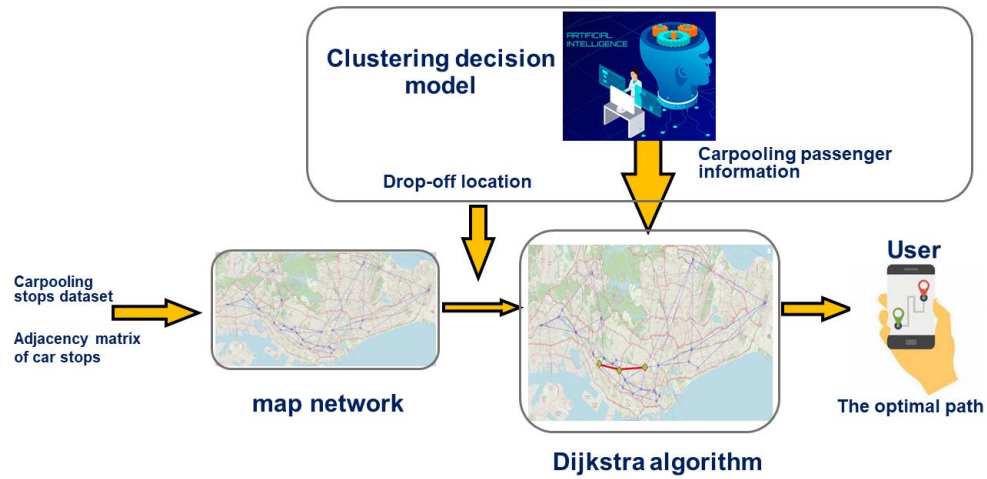 Clustering decision
model
ARTIFICIAL
INTELLIGENCE
Carpooling passenger
information
Drop-off location
Carpooling
stops dataset
Adjacency matrix
of car stops
map network
Dijkstra algorithm
User
The optimal path